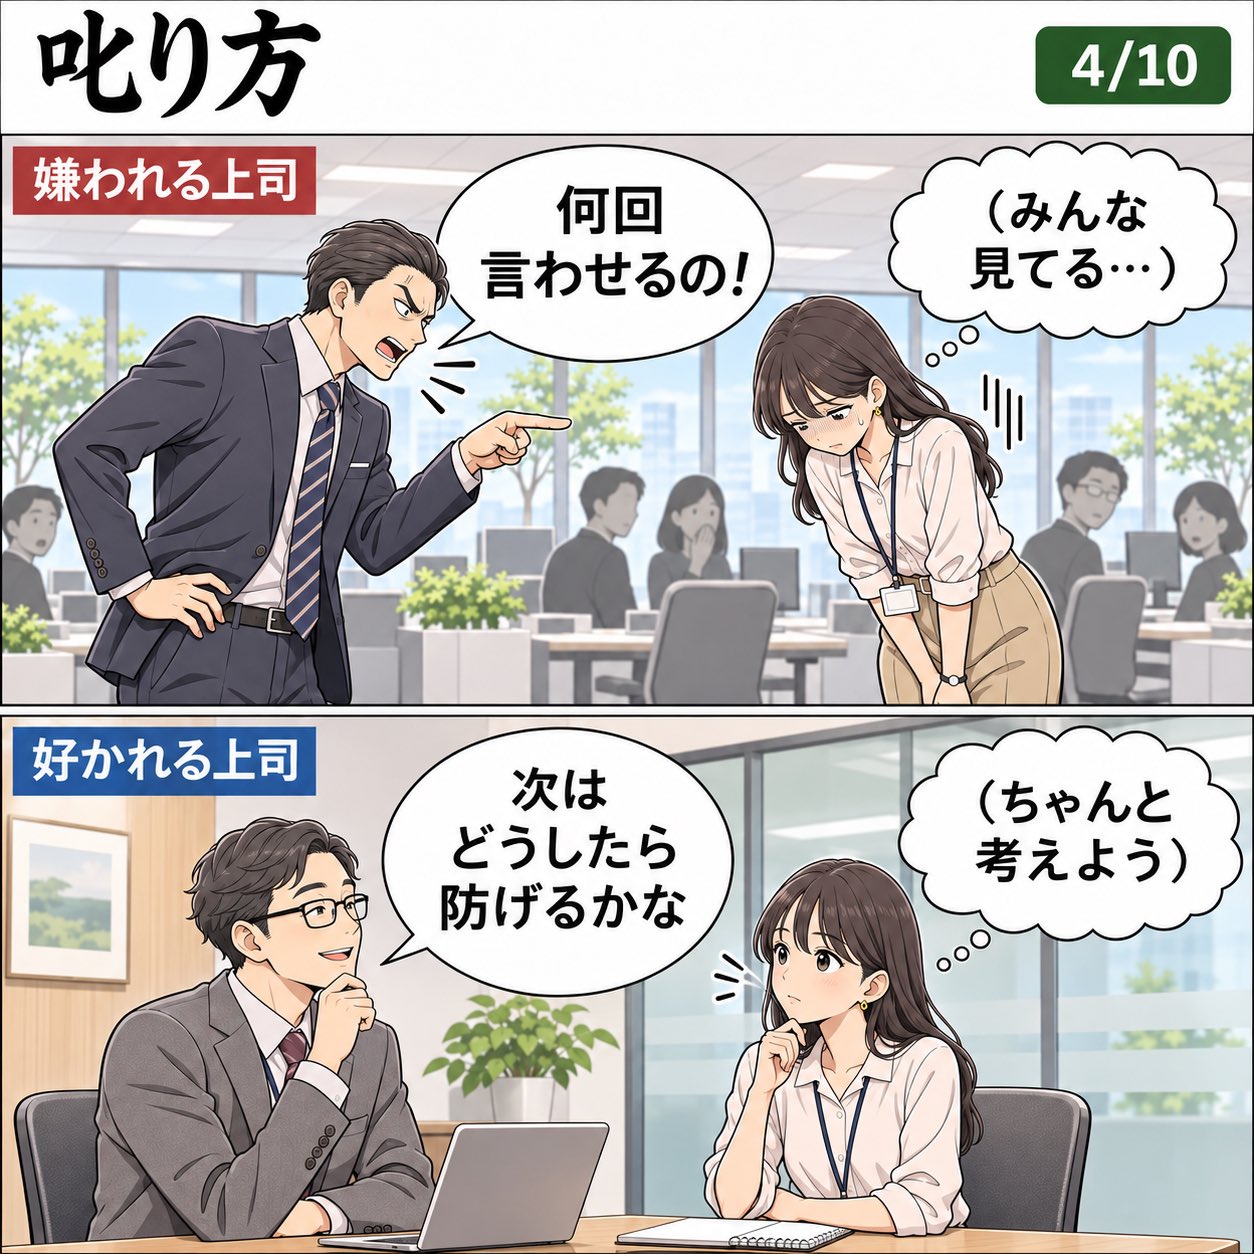 叱り方
4/10
嫌われる上司
何回
言わせるの!
(みんな
見てる…)
好かれる上司
次は
どうしたら
防げるかな
(ちゃんと
考えよう)